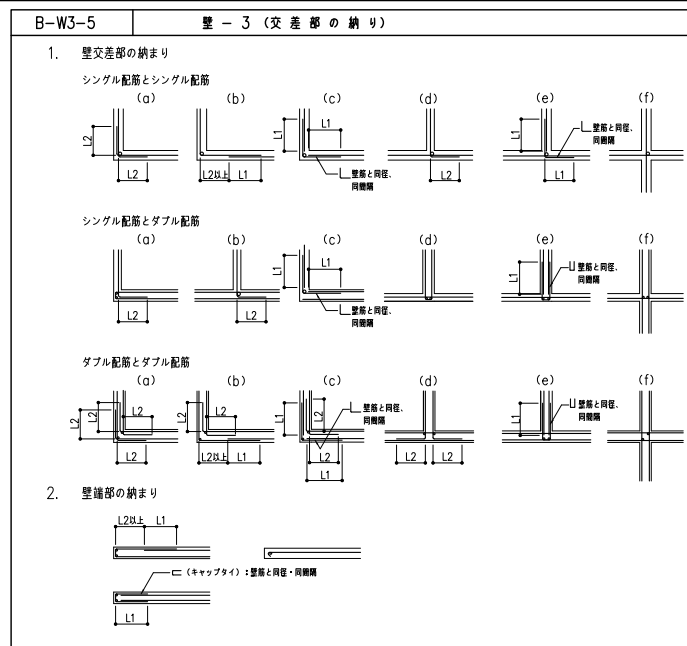 B-W3-5
壁 － 3 (交 差 部 の 納 り)
1. 壁交差部の納まり
シングル配筋とシングル配筋
(a) (b) (c) (d) (e) (f)
L2
L2
L2以上 L1
L1
L1
壁筋と同径、
同間隔
L2
L1
L1
壁筋と同径、
同間隔
シングル配筋とダブル配筋
(a) (b) (c) (d) (e) (f)
L2
L2
L1
L1
壁筋と同径、
同間隔
L1
壁筋と同径、
同間隔
ダブル配筋とダブル配筋
(a) (b) (c) (d) (e) (f)
L2
L2
L2
L2
L2
L2
L2以上 L1
L1
L2
L2
L1
壁筋と同径、
同間隔
L2 L2
L1
壁筋と同径、
同間隔
2. 壁端部の納まり
L2以上 L1
(キャップタイ)：壁筋と同径・同間隔
L1